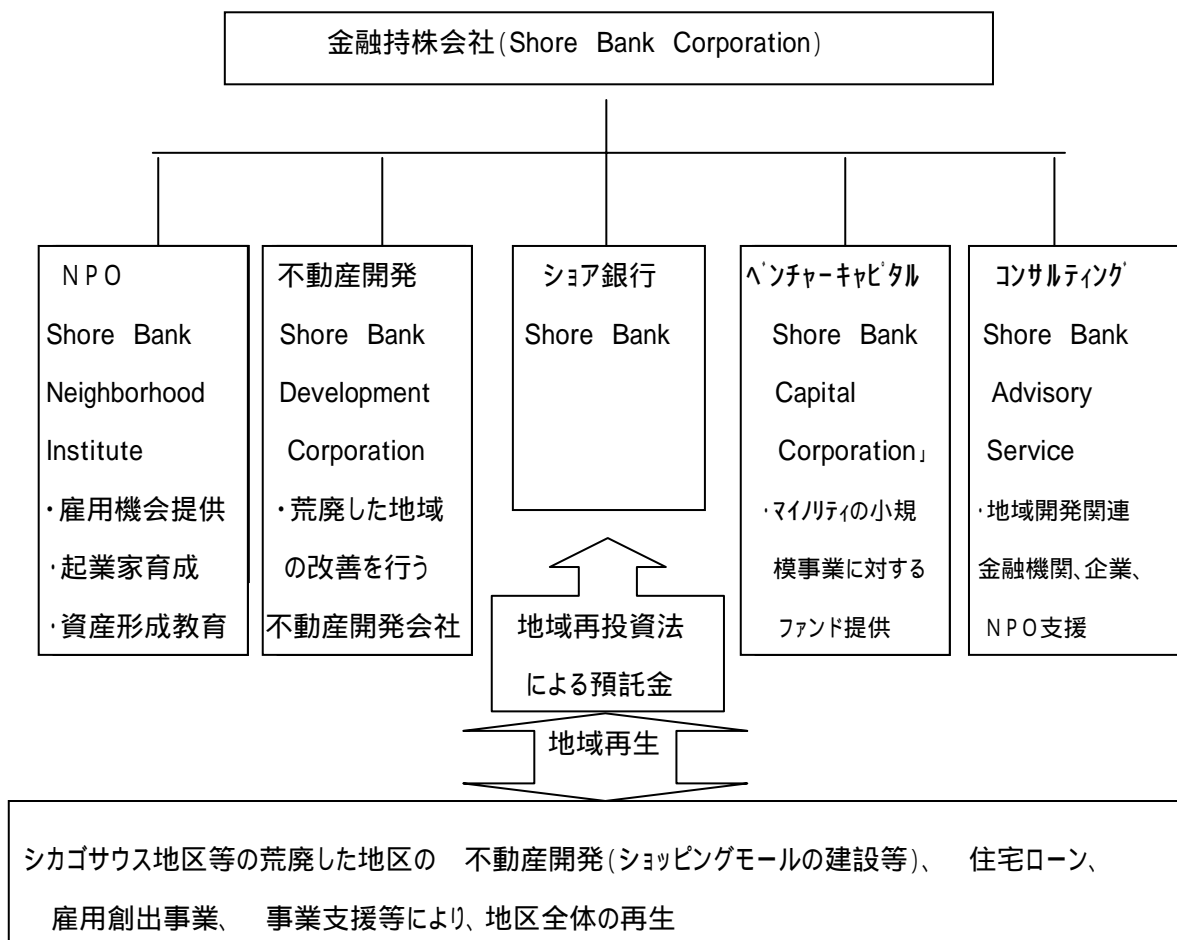 金融持株会社(Shore Bank Corporation)
NPO
Shore Bank
Neighborhood
Institute
・雇用機会提供
・起業家育成
・資産形成教育
不動産開発
Shore Bank
Development
Corporation
・荒廃した地域
の改善を行う
不動産開発会社
ショア銀行
Shore Bank
ベンチャーキャピタル
Shore Bank
Capital
Corporation」
・マイノリティの小規
模事業に対する
ファンド提供
コンサルティング
Shore Bank
Advisory
Service
・地域開発関連
金融機関、企業、
NPO支援
地域再投資法
による預託金
地域再生
シカゴサウス地区等の荒廃した地区の 不動産開発(ショッピングモールの建設等)、 住宅ローン、
雇用創出事業、 事業支援等により、地区全体の再生